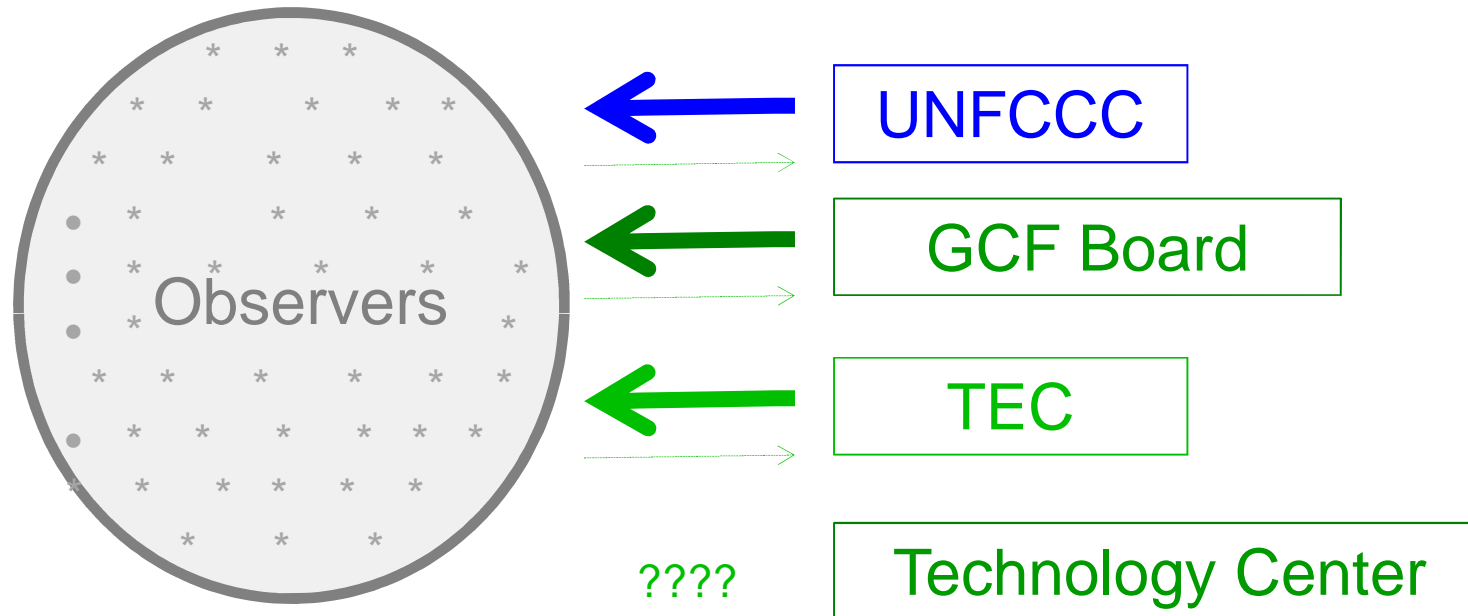 * * *
* * * * *
* * * * *
* * * *
* * * * *
* *
* * * * * *
* * * * * *
* * * * * *
* * *
Observers
UNFCCC
GCF Board
TEC
????
Technology Center